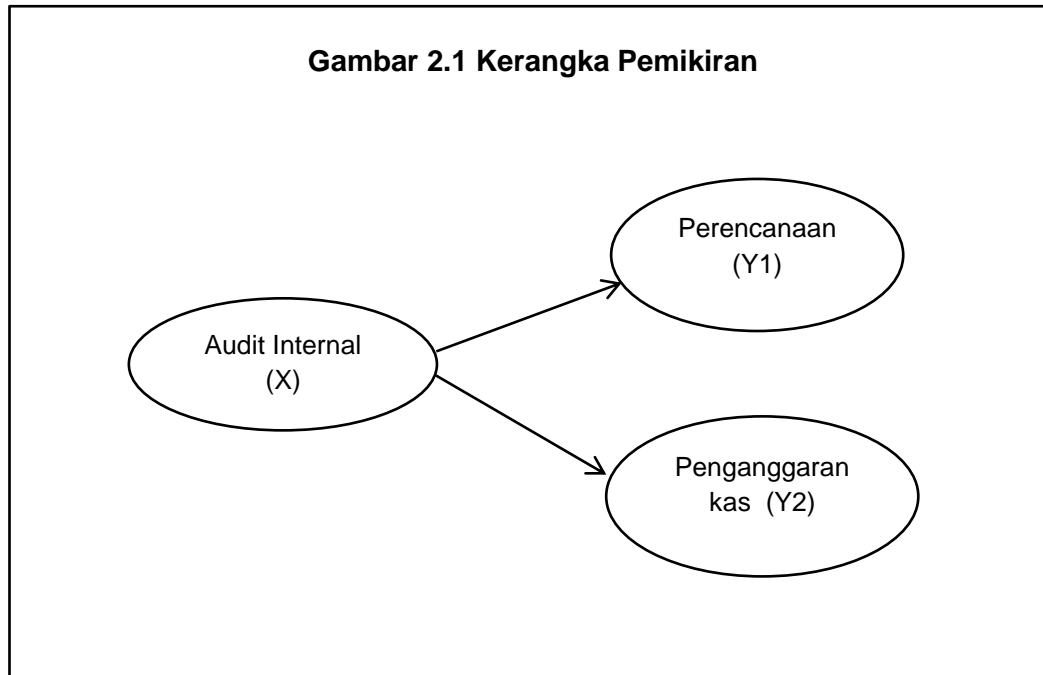 Gambar 2.1 Kerangka Pemikiran
Perencanaan
(Y1)
Audit Internal
(X)
Penganggaran
kas (Y2)